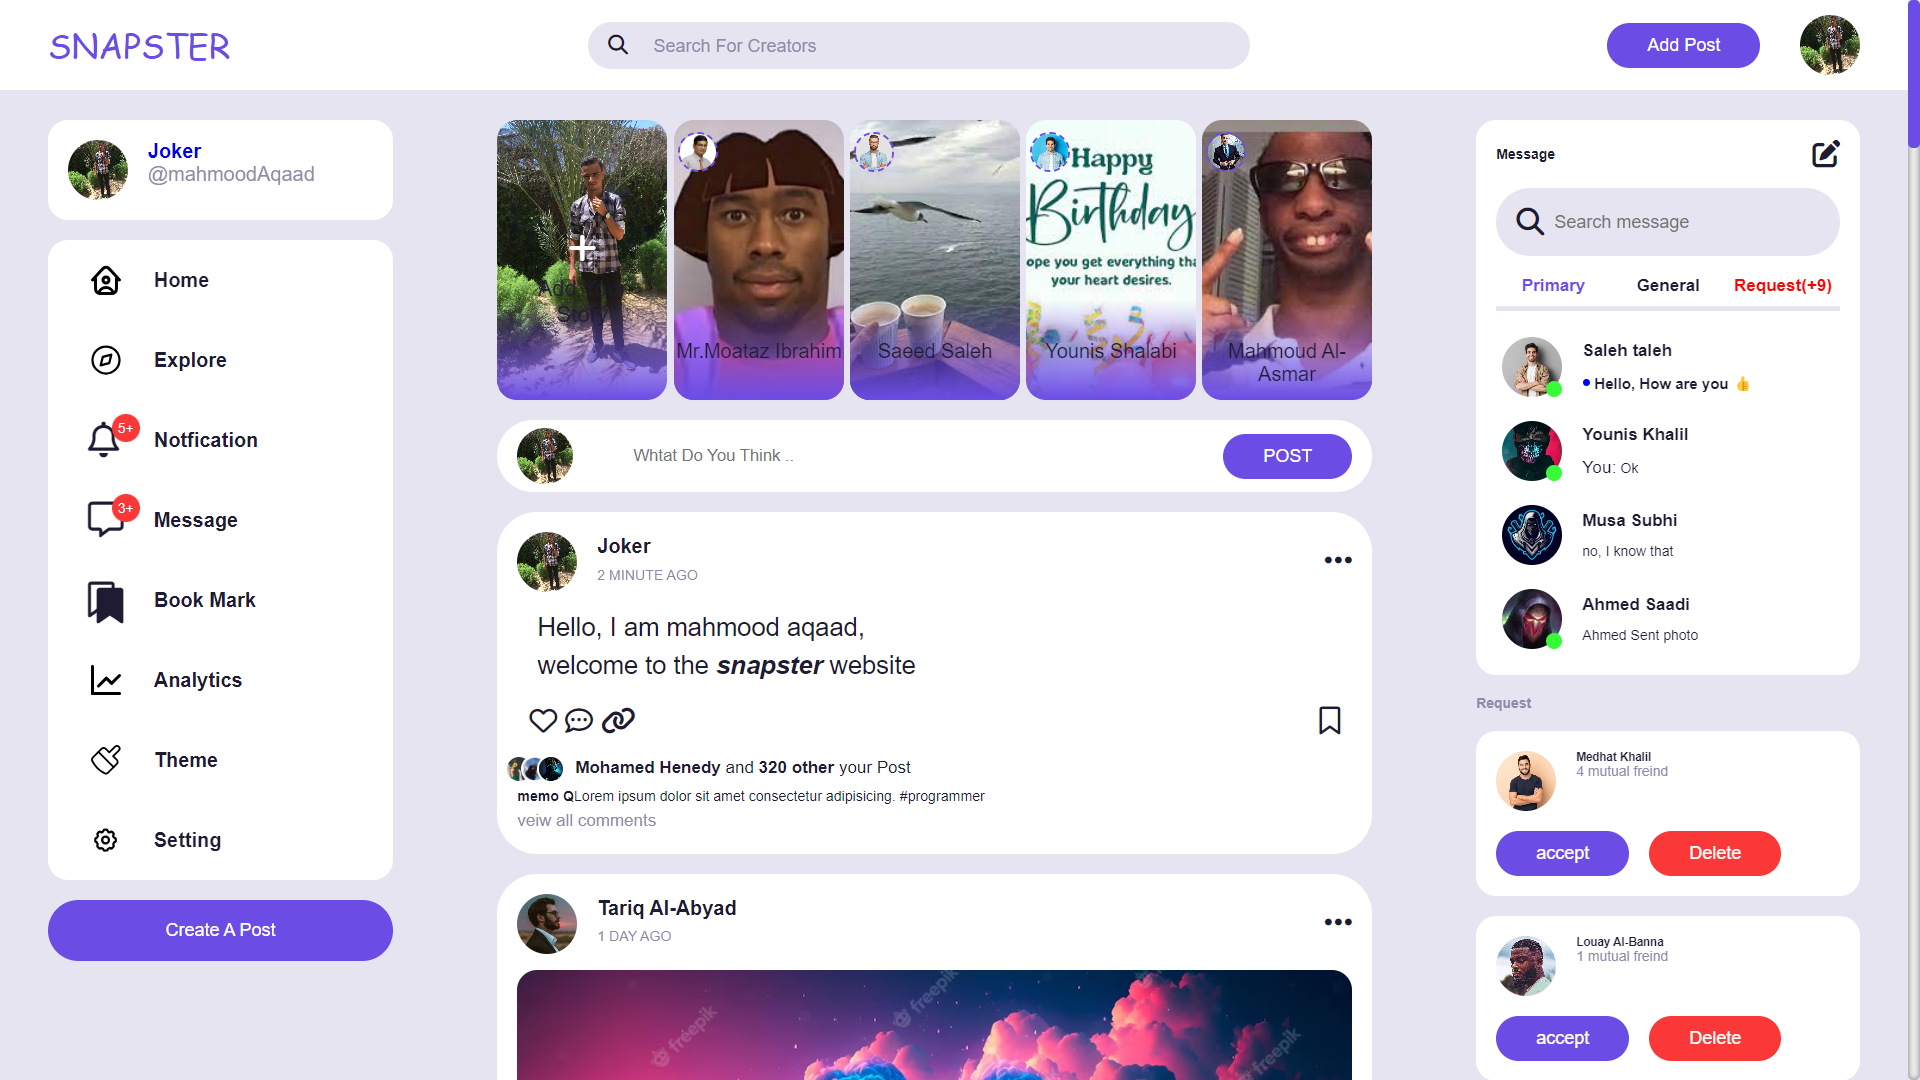 SNAPSTER
Search For Creators
Add Post
Joker
@mahmoodAqaad
Home
Explore
5+
Notfication
3+
Message
Book Mark
Analytics
Theme
Setting
Create A Post
Add
Story
Mr.Moataz Ibrahim
Saeed Saleh
Happy
Birthday
ope you get everything tha
your heart desires.
Younis Shalabi
Mahmoud Al-
Asmar
Whtat Do You Think ..
POST
Joker
2 MINUTE AGO
Hello, I am mahmood aqaad,
welcome to the snapster website
Mohamed Henedy and 320 other your Post
memo QLorem ipsum dolor sit amet consectetur adipisicing. #programmer
veiw all comments
Tariq Al-Abyad
1 DAY AGO
freepik
freepik
freepik
Message
Search message
Primary General Request(+9)
Saleh taleh
Hello, How are you 👍
Younis Khalil
You: Ok
Musa Subhi
no, I know that
Ahmed Saadi
Ahmed Sent photo
Request
Medhat Khalil
4 mutual freind
accept Delete
Louay Al-Banna
1 mutual freind
accept Delete